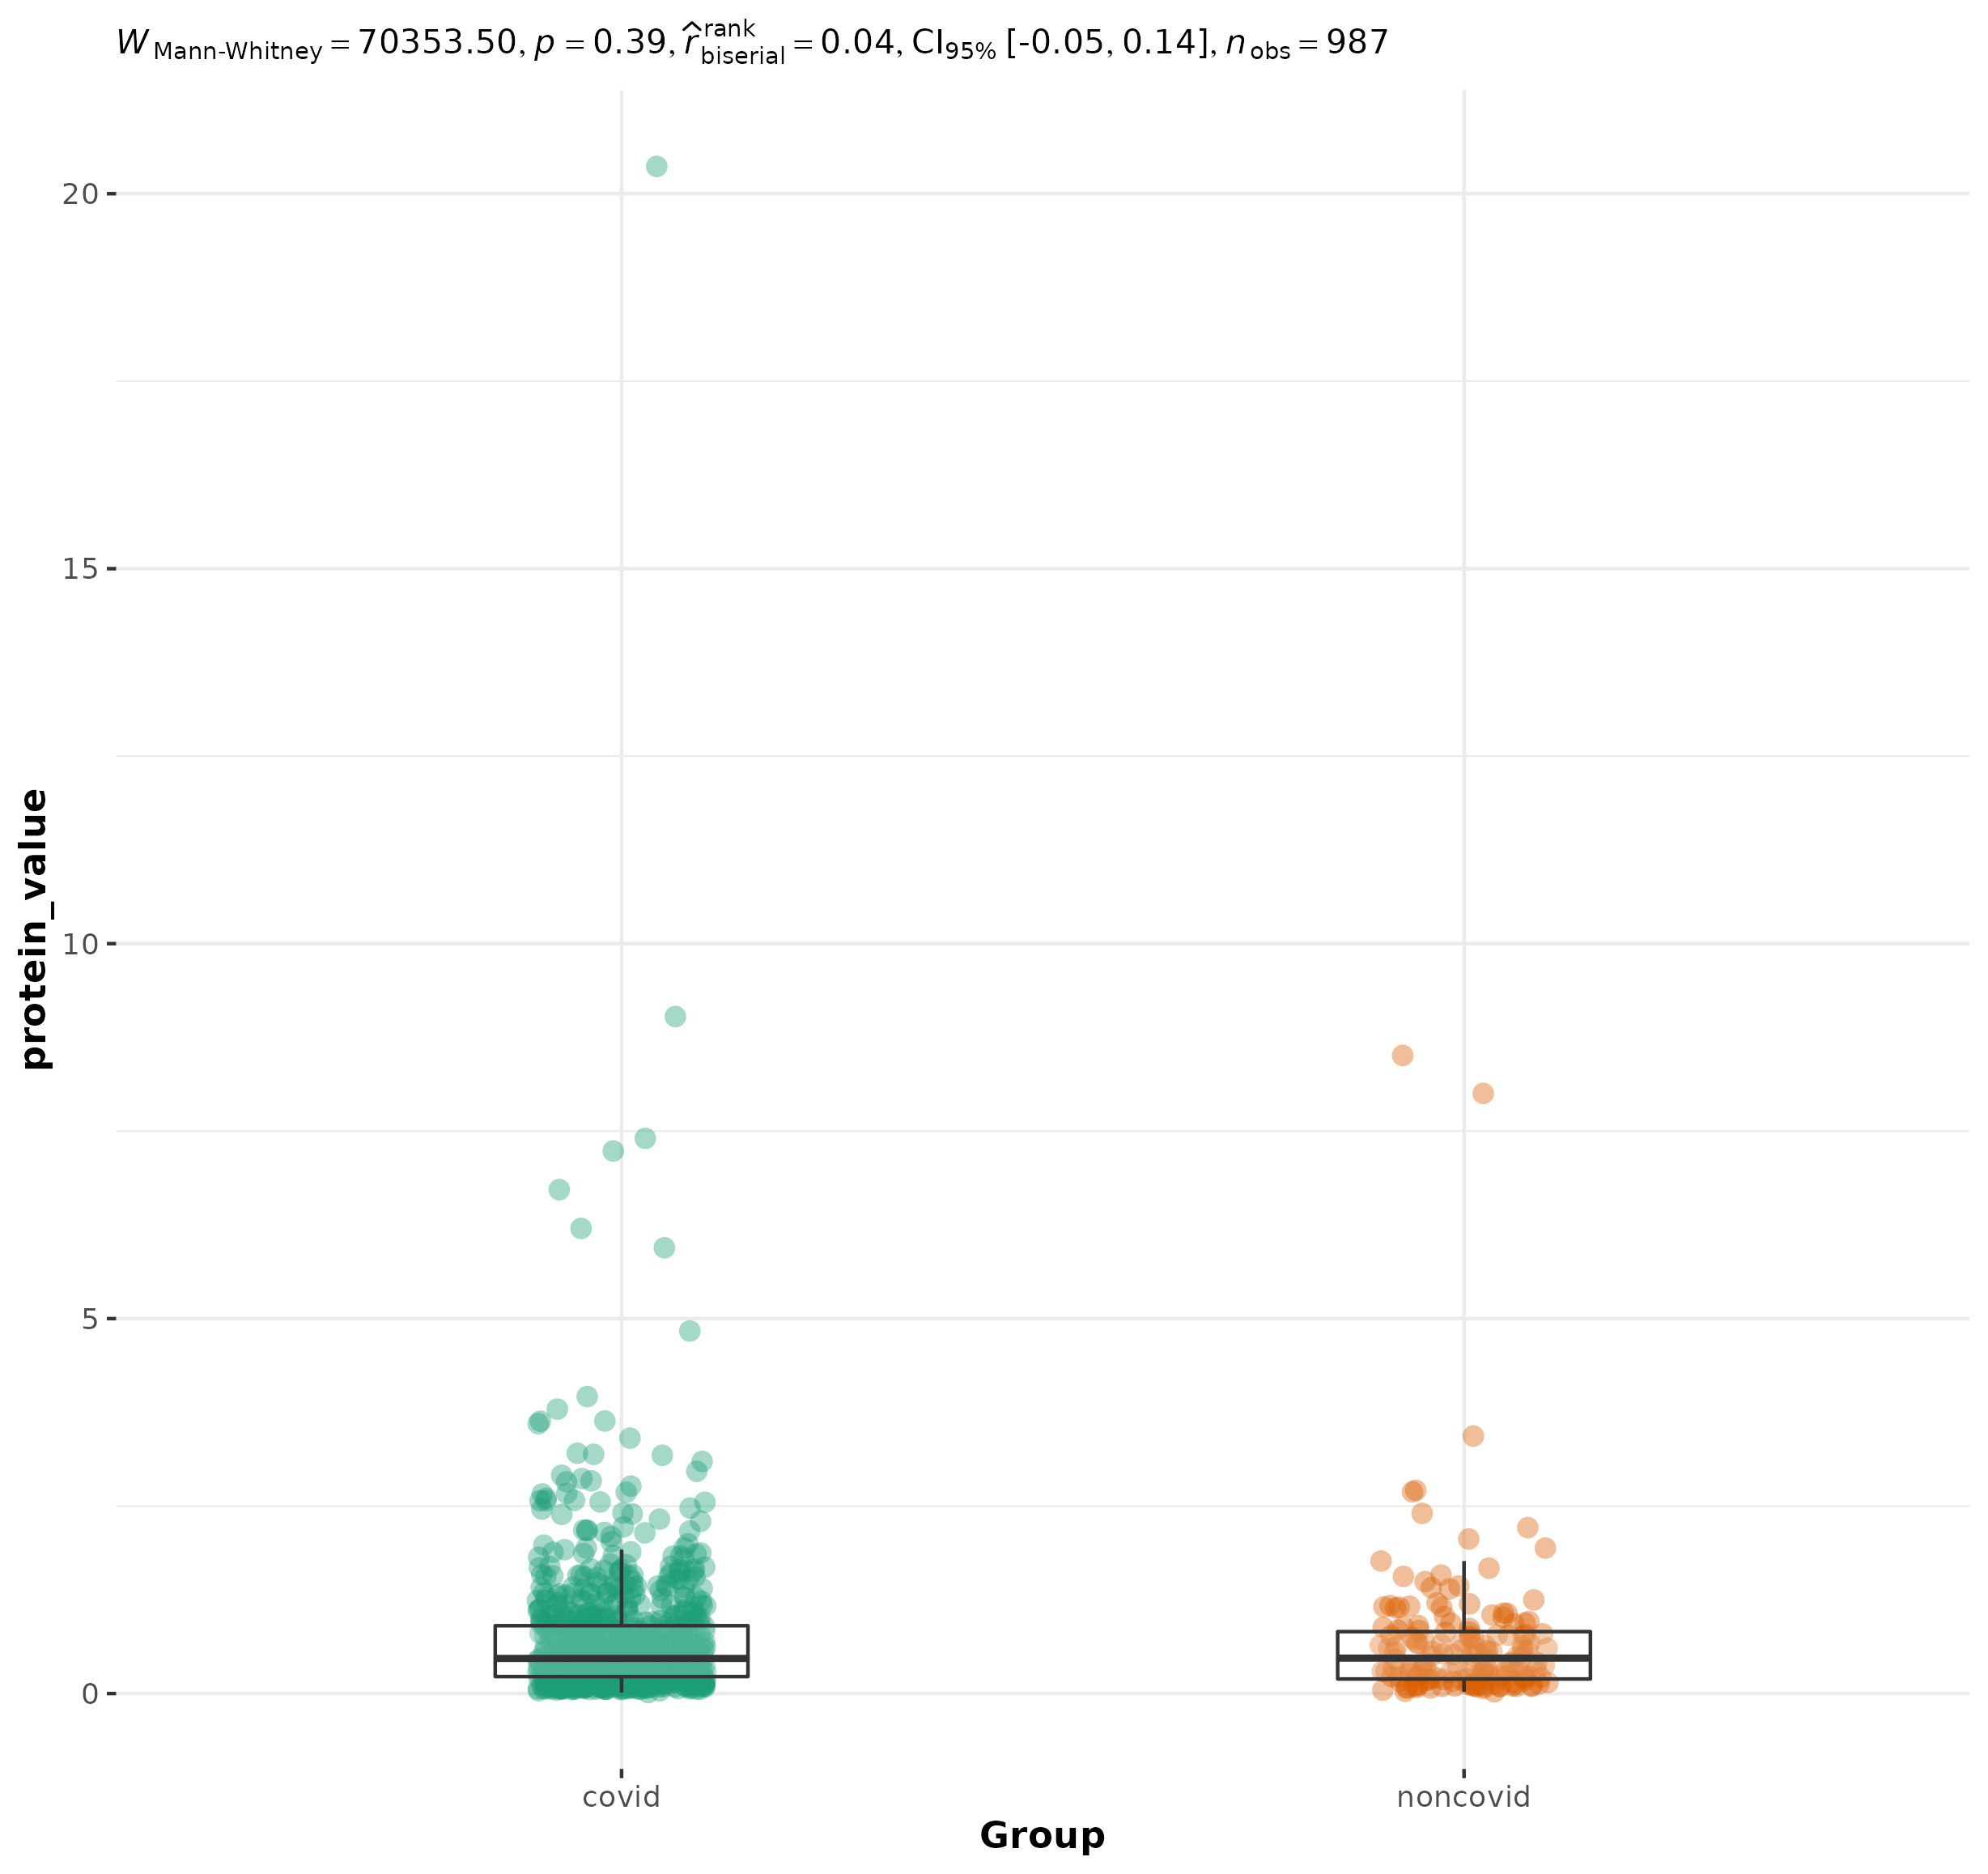 W Mann-Whitney = 70353.50, p = 0.39, r̂ rank biserial = 0.04, CI95% [-0.05, 0.14], n obs = 987
20
15
10
5
0
protein_value
covid noncovid
Group